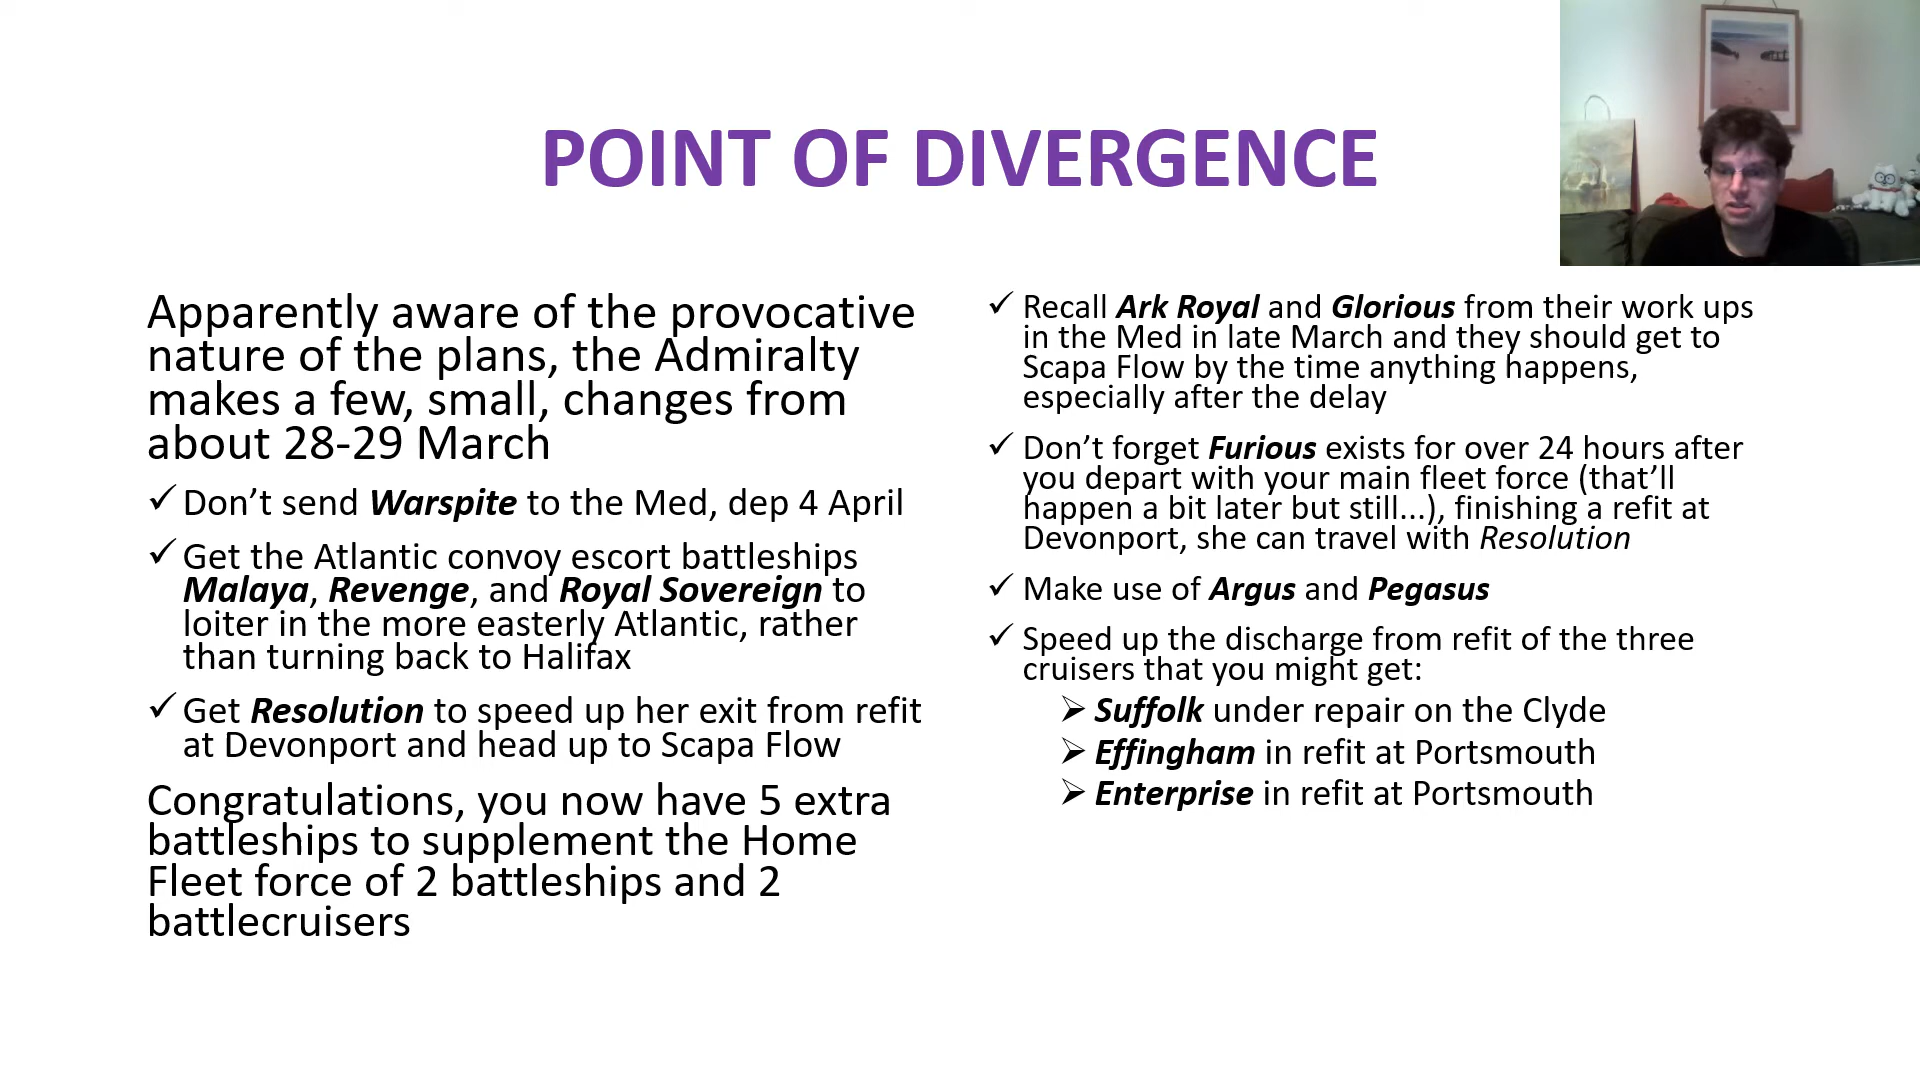 POINT OF DIVERGENCE
Apparently aware of the provocative
nature of the plans, the Admiralty
makes a few, small, changes from
about 28-29 March
✓ Don’t send Warspite to the Med, dep 4 April
✓ Get the Atlantic convoy escort battleships
Malaya, Revenge, and Royal Sovereign to
loiter in the more easterly Atlantic, rather
than turning back to Halifax
✓ Get Resolution to speed up her exit from refit
at Devonport and head up to Scapa Flow
Congratulations, you now have 5 extra
battleships to supplement the Home
Fleet force of 2 battleships and 2
battlecruisers
✓ Recall Ark Royal and Glorious from their work ups
in the Med in late March and they should get to
Scapa Flow by the time anything happens,
especially after the delay
✓ Don’t forget Furious exists for over 24 hours after
you depart with your main fleet force (that’ll
happen a bit later but still...), finishing a refit at
Devonport, she can travel with Resolution
✓ Make use of Argus and Pegasus
✓ Speed up the discharge from refit of the three
cruisers that you might get:
➢ Suffolk under repair on the Clyde
➢ Effingham in refit at Portsmouth
➢ Enterprise in refit at Portsmouth